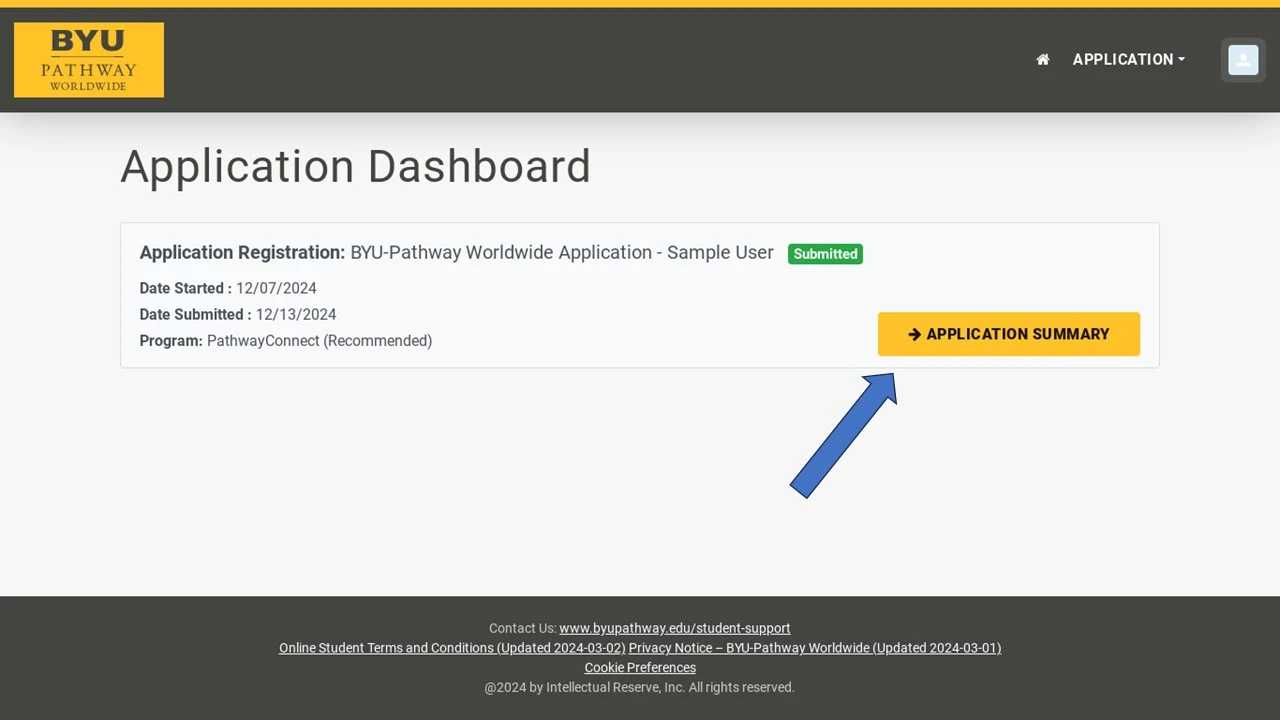 BYU
PATHWAY
WORLDWIDE
APPLICATION
Application Dashboard
Application Registration: BYU-Pathway Worldwide Application - Sample User Submitted
Date Started : 12/07/2024
Date Submitted : 12/13/2024
Program: PathwayConnect (Recommended)
APPLICATION SUMMARY
Contact Us: www.byupathway.edu/student-support
Online Student Terms and Conditions (Updated 2024-03-02) Privacy Notice – BYU-Pathway Worldwide (Updated 2024-03-01)
Cookie Preferences
@2024 by Intellectual Reserve, Inc. All rights reserved.